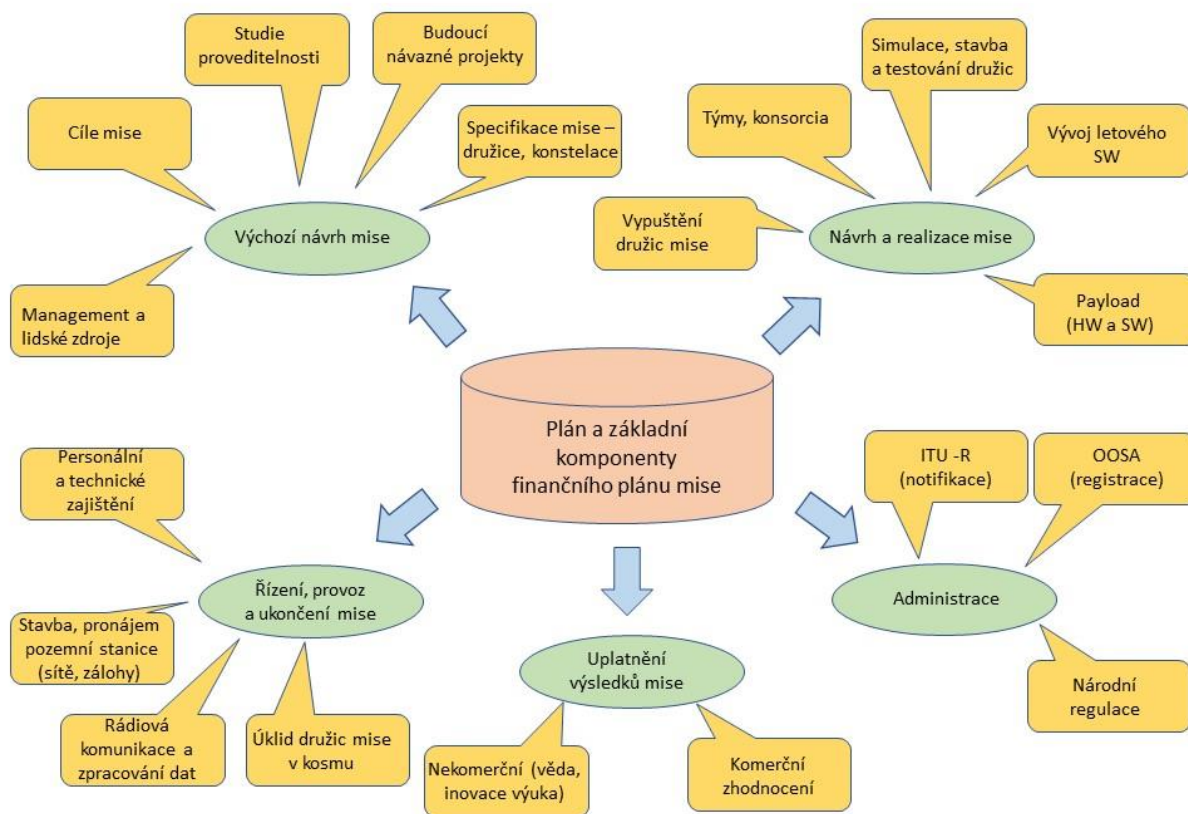 Studie
proveditelnosti
Budoucí
návazné projekty
Cíle mise
Specifikace mise –
družice, konstelace
Výchozí návrh mise
Management a
lidské zdroje
Simulace, stavba
a testování družic
Týmy, konsorcia
Vývoj letového
SW
Vypuštění
družic mise
Návrh a realizace mise
Payload
(HW a SW)
Plán a základní
komponenty
finančního plánu mise
Personální
a technické
zajištění
Řízení, provoz
a ukončení mise
Stavba, pronájem
pozemní stanice
(sítě, zálohy)
Rádiová
komunikace a
zpracování dat
Úklid družic mise
v kosmu
Uplatnění
výsledků mise
Nekomerční (věda,
inovace výuka)
Komerční
zhodnocení
ITU -R
(notifikace)
OOSA
(registrace)
Administrace
Národní
regulace